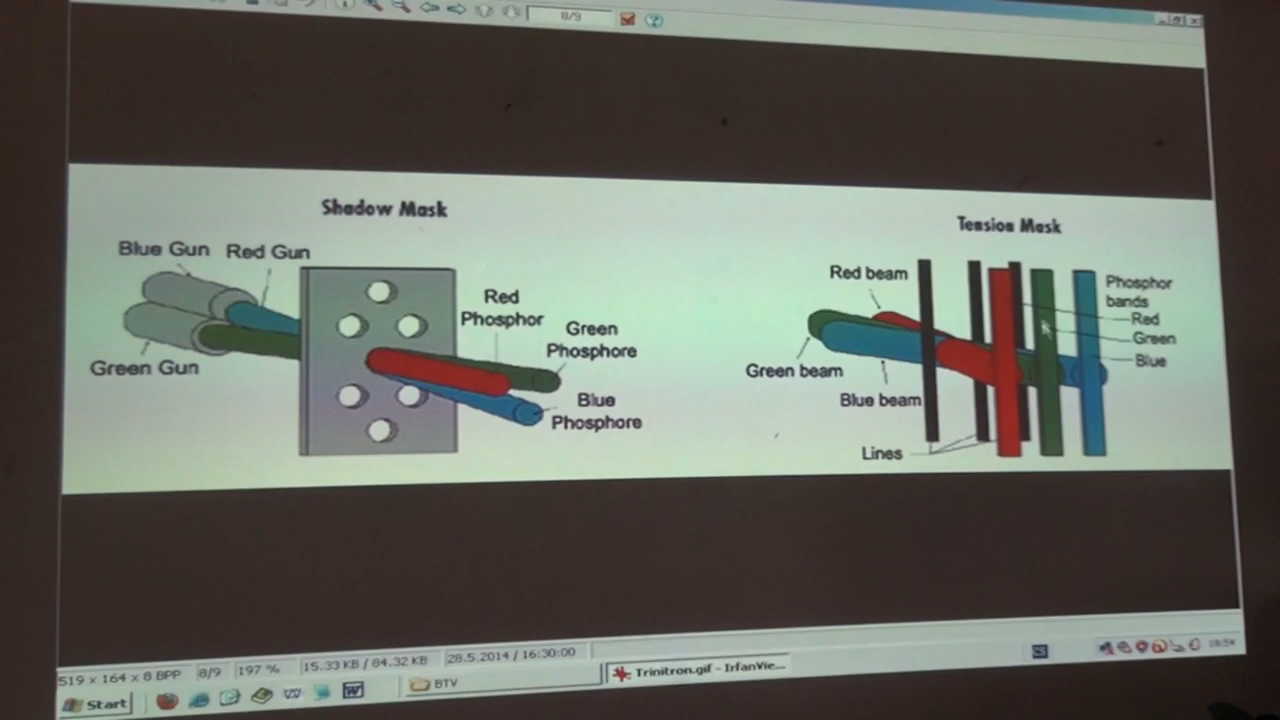 8/9
Shadow Mask
Blue Gun
Red Gun
Green Gun
Red
Phosphor
Green
Phosphore
Blue
Phosphore
Tension Mask
Red beam
Green beam
Blue beam
Lines
Phosphor
bands
Red
Green
Blue
519 x 164 x 8 BPP
8/9
197 %
15.33 KB / 84.32 KB
28.5.2014 / 16:30:00
Start
W
BTV
Trinitron.gif - IrfanVie...
18:54